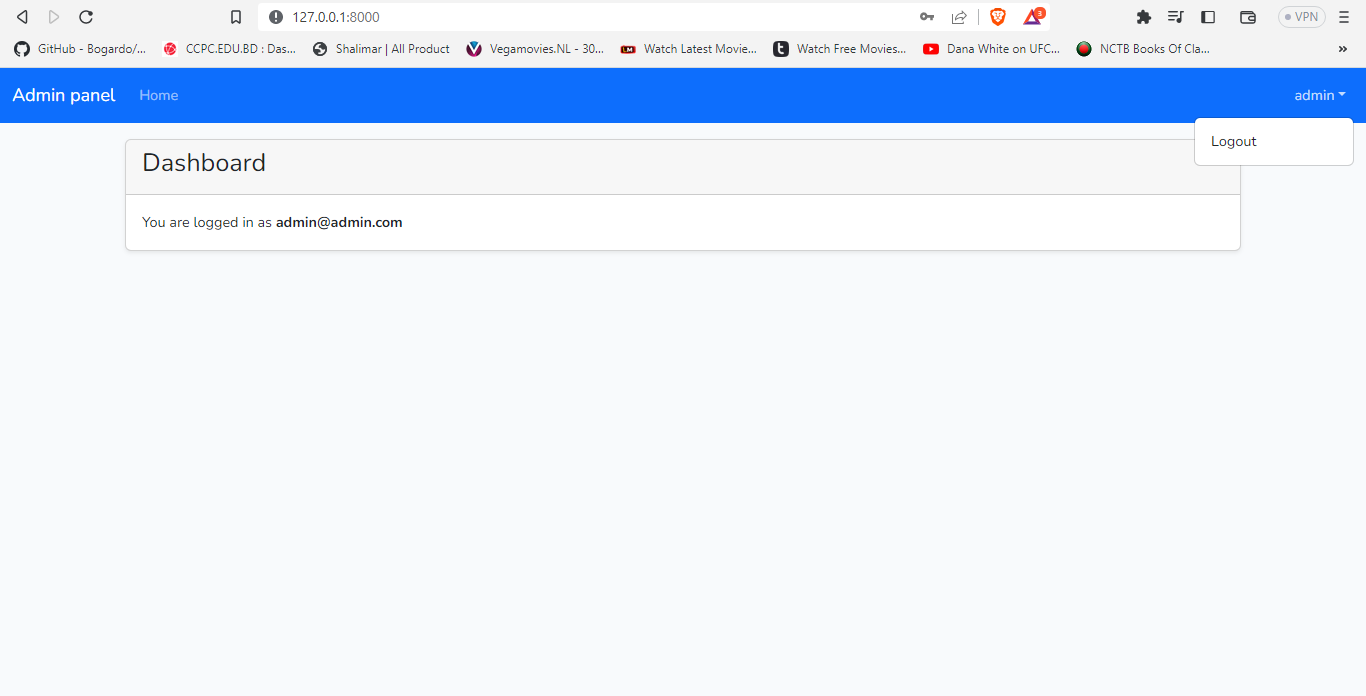 127.0.0.1:8000
3
VPN
GitHub - Bogardo/...
CCPC.EDU.BD : Das...
Shalimar | All Product
Vegamovies.NL - 30...
LM
Watch Latest Movie...
t
Watch Free Movies...
Dana White on UFC...
NCTB Books Of Cla...
»
Admin panel
Home
admin
Logout
Dashboard
You are logged in as admin@admin.com